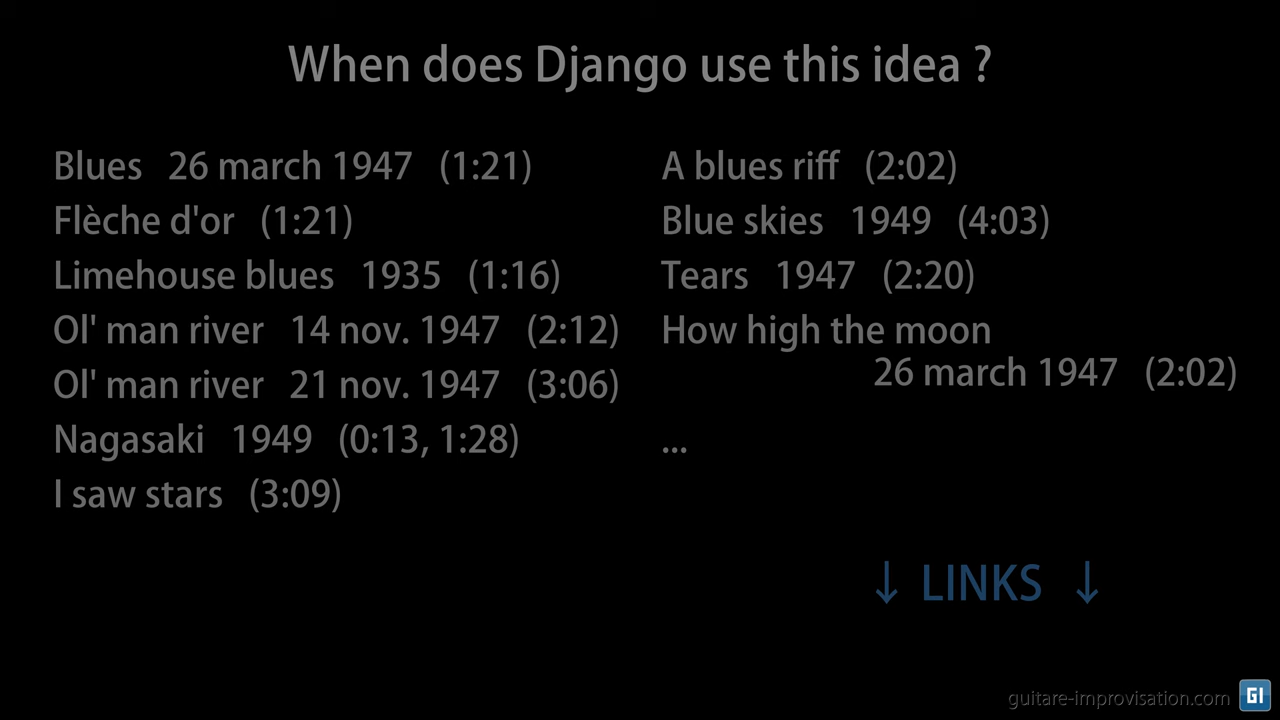 When does Django use this idea ?
Blues 26 march 1947 (1:21)
Flèche d'or (1:21)
Limehouse blues 1935 (1:16)
Ol' man river 14 nov. 1947 (2:12)
Ol' man river 21 nov. 1947 (3:06)
Nagasaki 1949 (0:13, 1:28)
I saw stars (3:09)
A blues riff (2:02)
Blue skies 1949 (4:03)
Tears 1947 (2:20)
How high the moon
26 march 1947 (2:02)
...
↓ LINKS ↓
guitare-improvisation.com GI